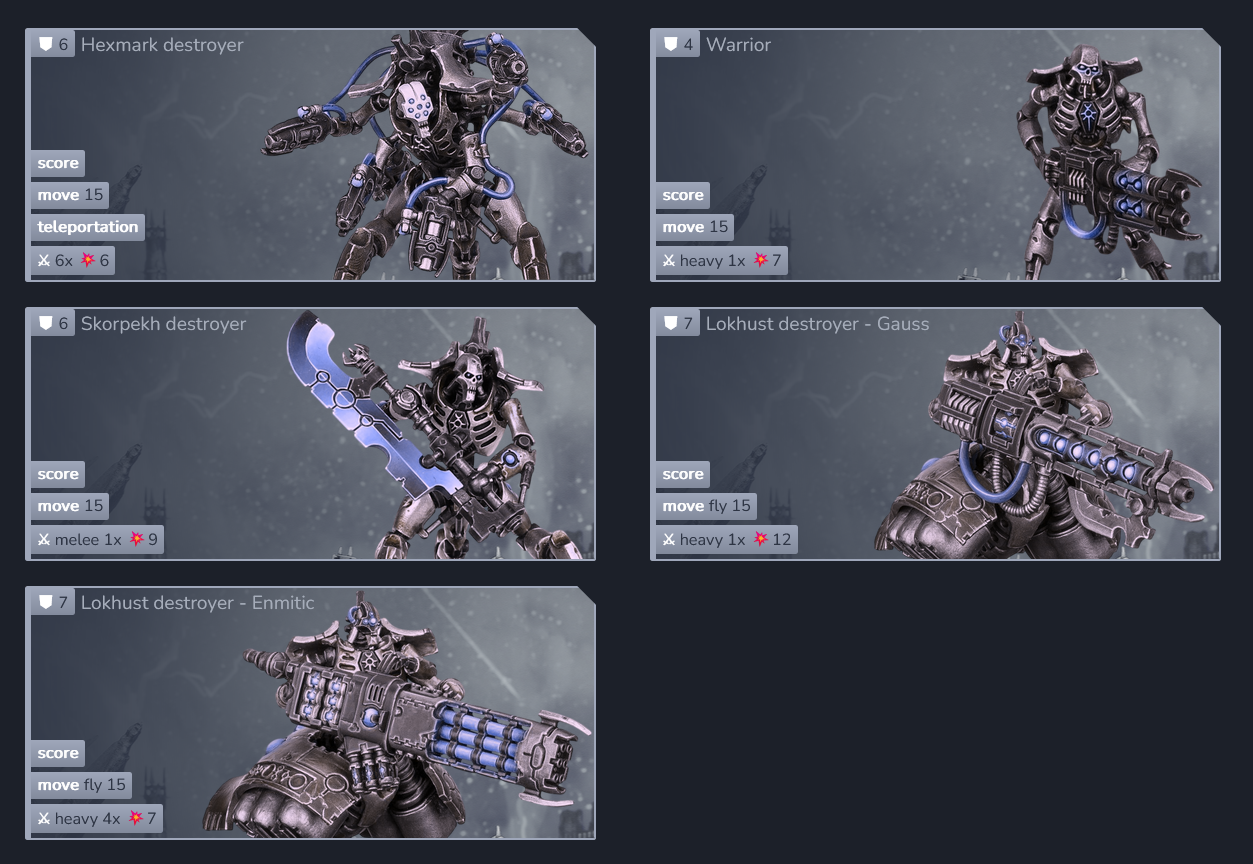 6 Hexmark destroyer
score
move 15
teleportation
6x 6
4 Warrior
score
move 15
heavy 1x 7
6 Skorpekh destroyer
score
move 15
melee 1x 9
7 Lokhust destroyer - Gauss
score
move fly 15
heavy 1x 12
7 Lokhust destroyer - Enmitic
score
move fly 15
heavy 4x 7